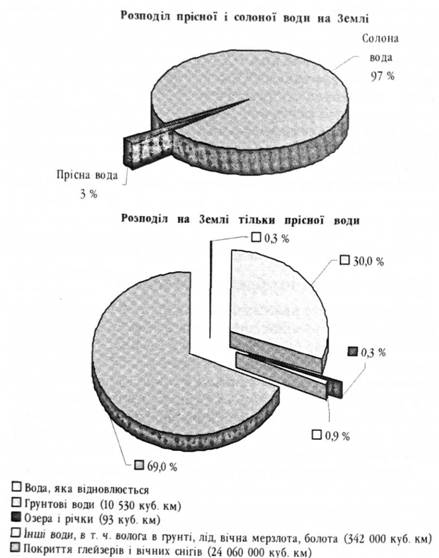 Розподіл прісної і солоної води на Землі
Солона
вода
97 %
Прісна вода
3 %
Розподіл на Землі тільки прісної води
0,3 %
30,0 %
0,3 %
0,9 %
69,0 %
Вода, яка відновлюється
Грунтові води (10 530 куб. км)
Озера і річки (93 куб. км)
Інші води, в т. ч. волога в грунті, лід, вічна мерзлота, болота (342 000 куб. км)
Покриття глейзерів і вічних снігів (24 060 000 куб. км)